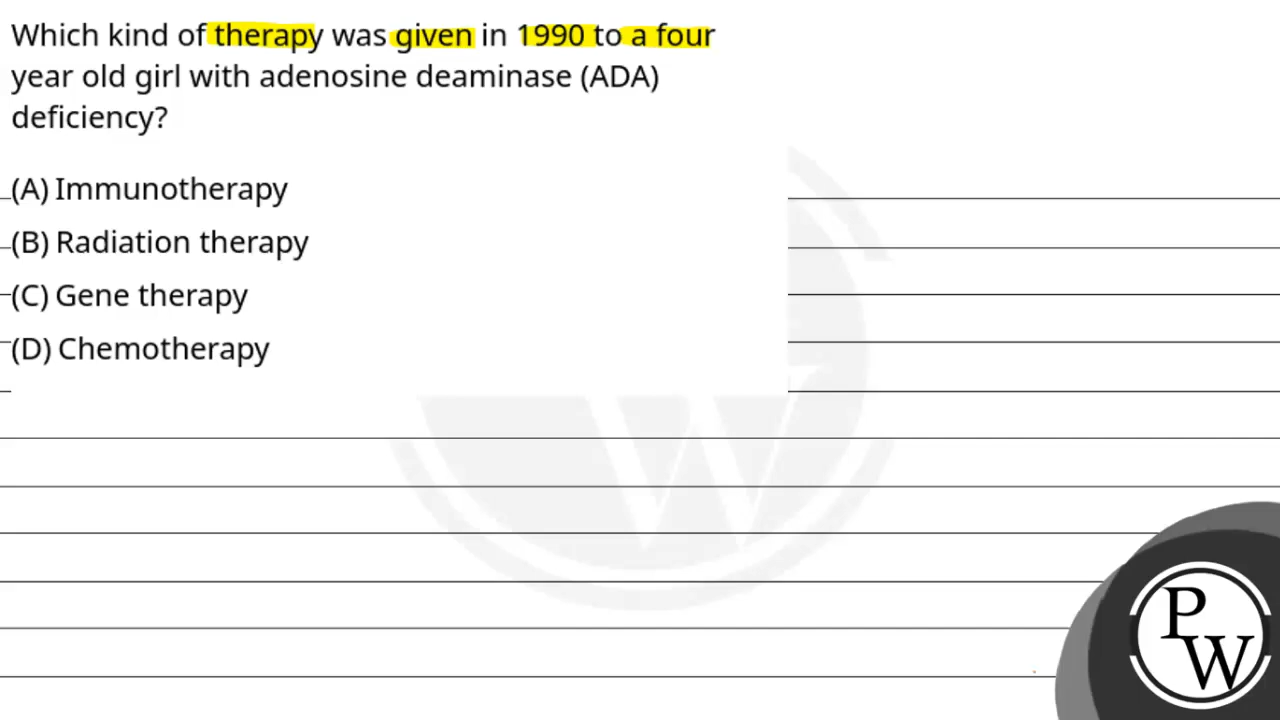 Which kind of therapy was given in 1990 to a four
year old girl with adenosine deaminase (ADA)
deficiency?
(A) Immunotherapy
(B) Radiation therapy
(C) Gene therapy
(D) Chemotherapy
P
W